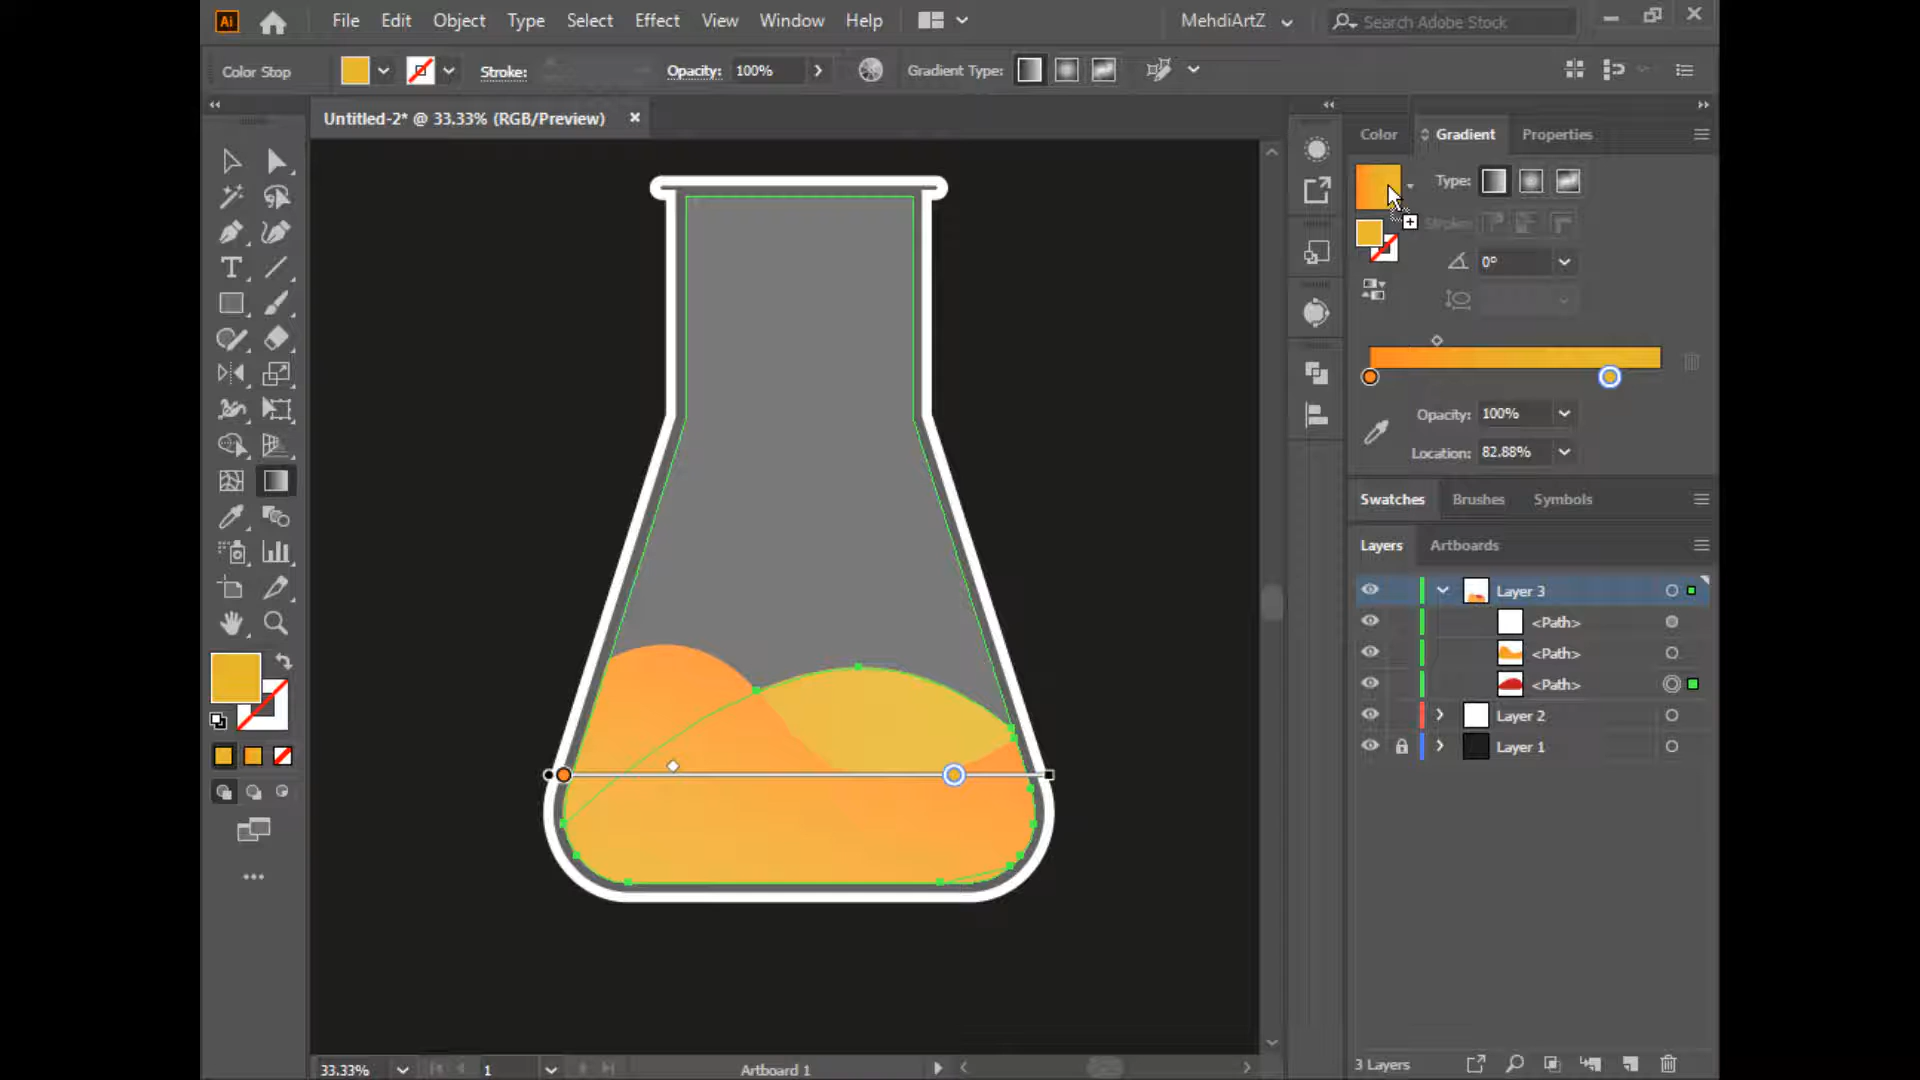 Ai File Edit Object Type Select Effect View Window Help MehdiArtZ Search Adobe Stock
Color Stop Stroke: Opacity: 100% Gradient Type:
Untitled-2* @ 33.33% (RGB/Preview)
Color Gradient Properties
Type:
Stroke:
0°
Opacity: 100%
Location: 82.88%
Swatches Brushes Symbols
Layers Artboards
Layer 3
<Path>
<Path>
<Path>
Layer 2
Layer 1
33.33% 1 Artboard 1 3 Layers